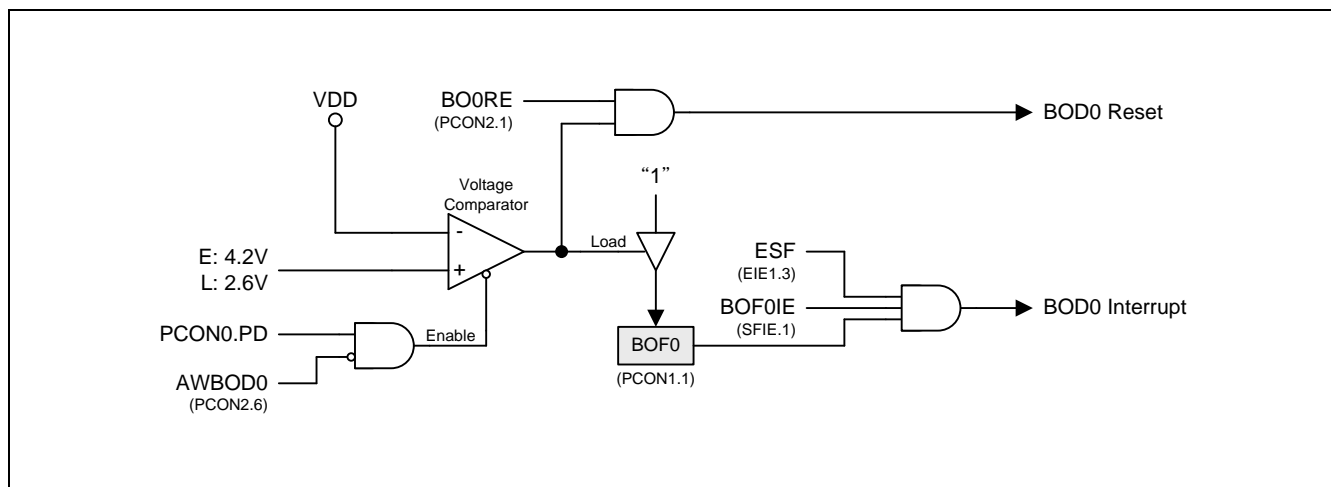 VDD
BO0RE
(PCON2.1)
BOD0 Reset
“1”
Voltage
Comparator
-
+
Load
E: 4.2V
L: 2.6V
ESF
(EIE1.3)
BOF0IE
(SFIE.1)
BOD0 Interrupt
PCON0.PD
Enable
AWBOD0
(PCON2.6)
BOF0
(PCON1.1)